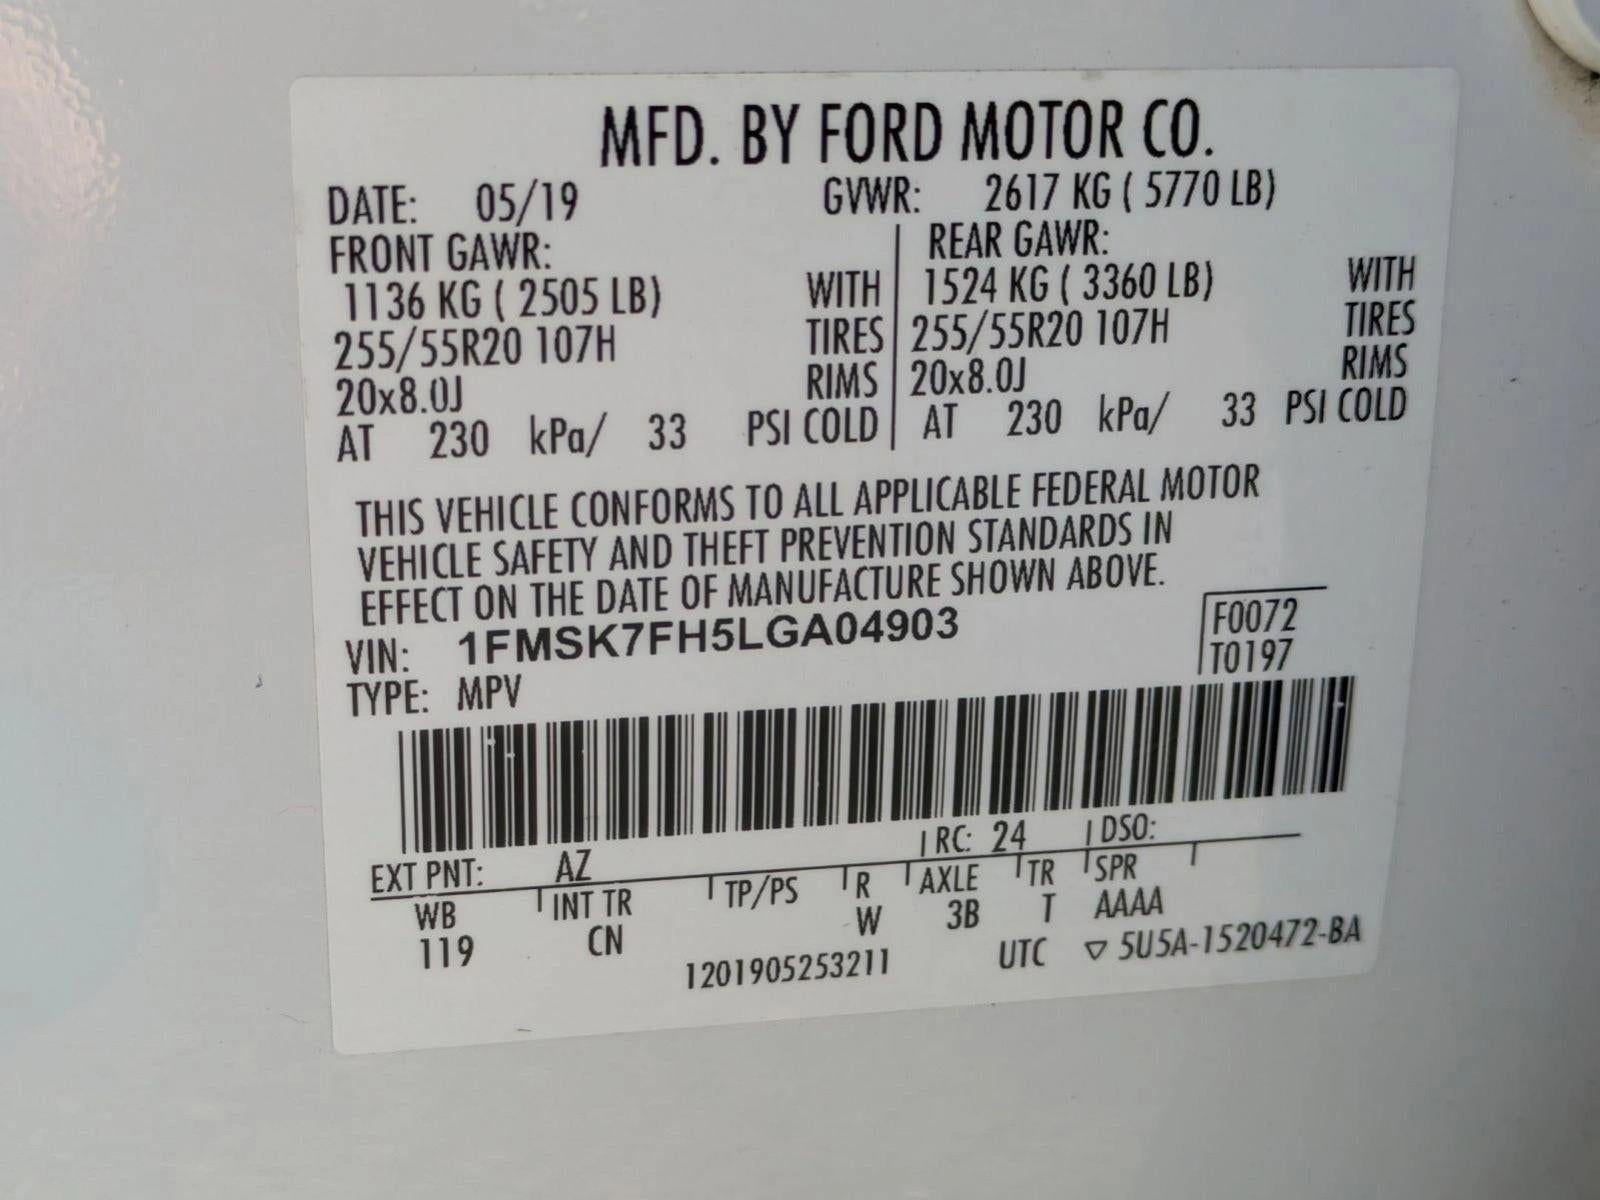 MFD. BY FORD MOTOR CO.
DATE: 05/19 GVWR: 2617 KG ( 5770 LB)
FRONT GAWR: REAR GAWR:
1136 KG ( 2505 LB) WITH 1524 KG ( 3360 LB) WITH
255/55R20 107H TIRES 255/55R20 107H TIRES
20x8.0J RIMS 20x8.0J RIMS
AT 230 kPa/ 33 PSI COLD AT 230 kPa/ 33 PSI COLD
THIS VEHICLE CONFORMS TO ALL APPLICABLE FEDERAL MOTOR
VEHICLE SAFETY AND THEFT PREVENTION STANDARDS IN
EFFECT ON THE DATE OF MANUFACTURE SHOWN ABOVE.
VIN: 1FMSK7FH5LGA04903 F0072
TYPE: MPV T0197
EXT PNT: AZ RC: 24 DSO:
WB INT TR TP/PS R AXLE TR SPR
119 CN W 3B T AAAA
1201905253211 UTC ▽ 5U5A-1520472-BA